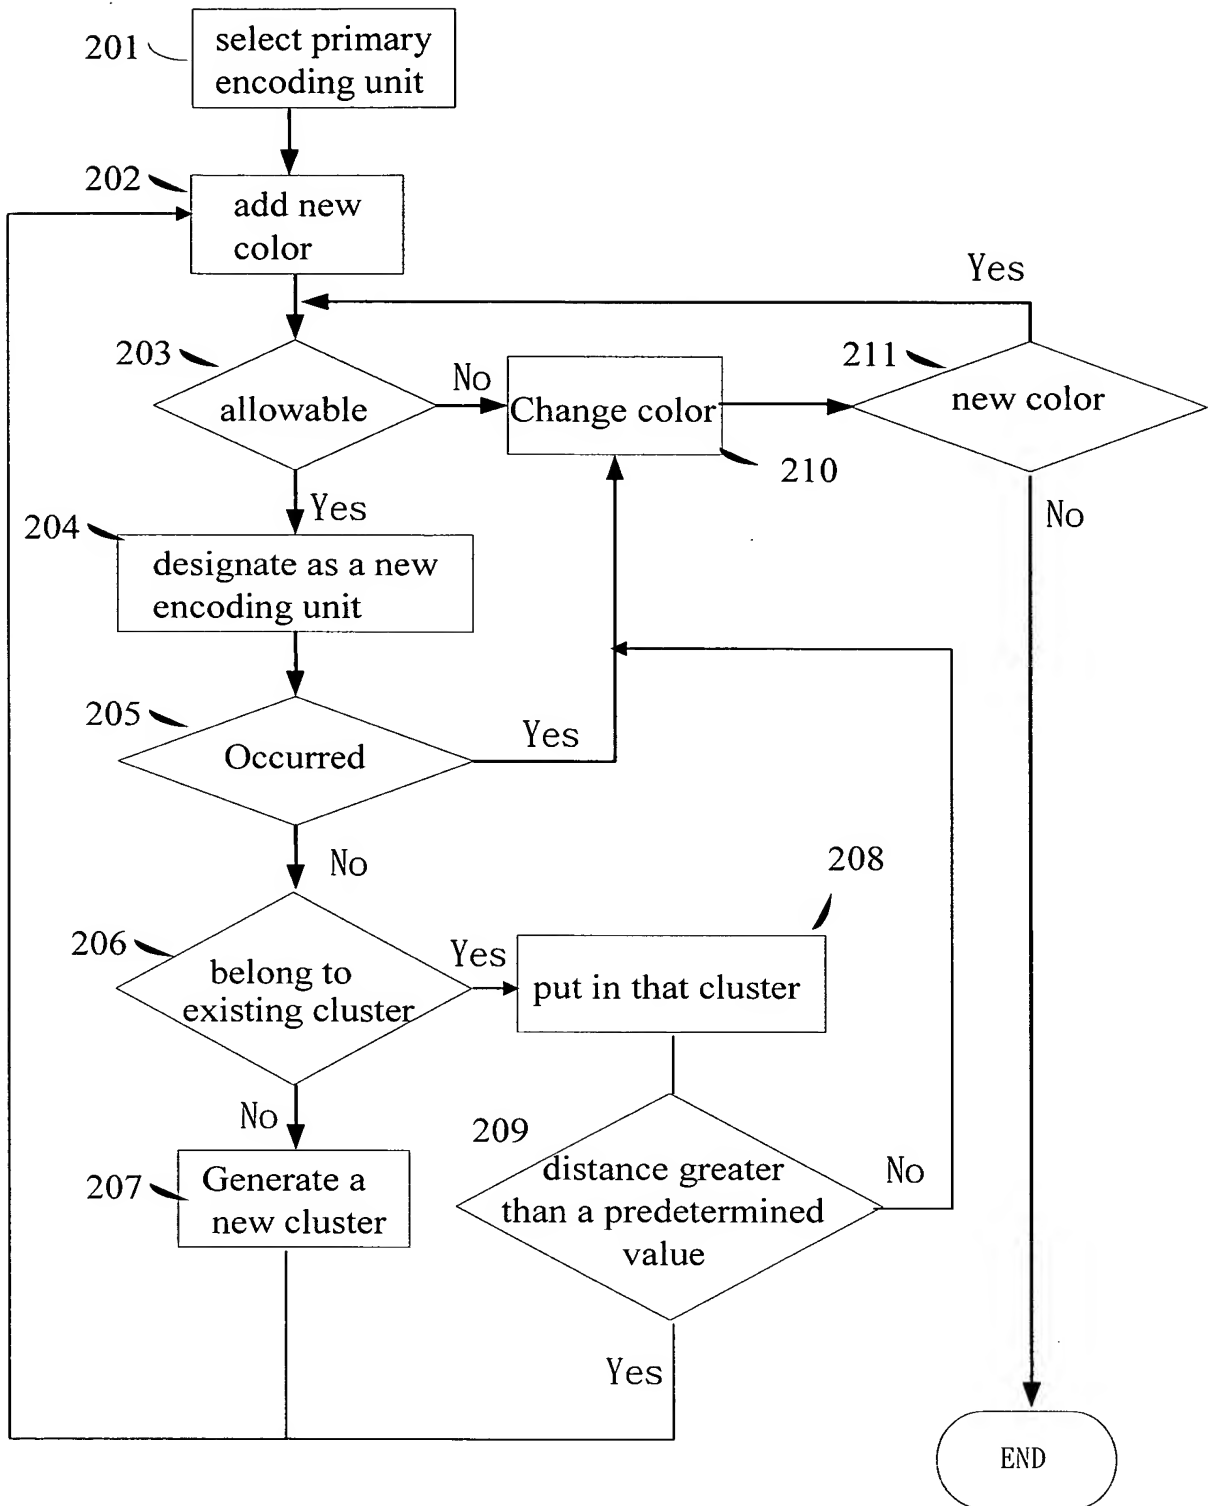 201
select primary
encoding unit
202
add new
color
Yes
203
allowable
No
Change color
210
211
new color
No
Yes
204
designate as a new
encoding unit
205
Occurred
Yes
No
206
belong to
existing cluster
Yes
208
put in that cluster
No
207
Generate a
new cluster
209
distance greater
than a predetermined
value
No
Yes
END